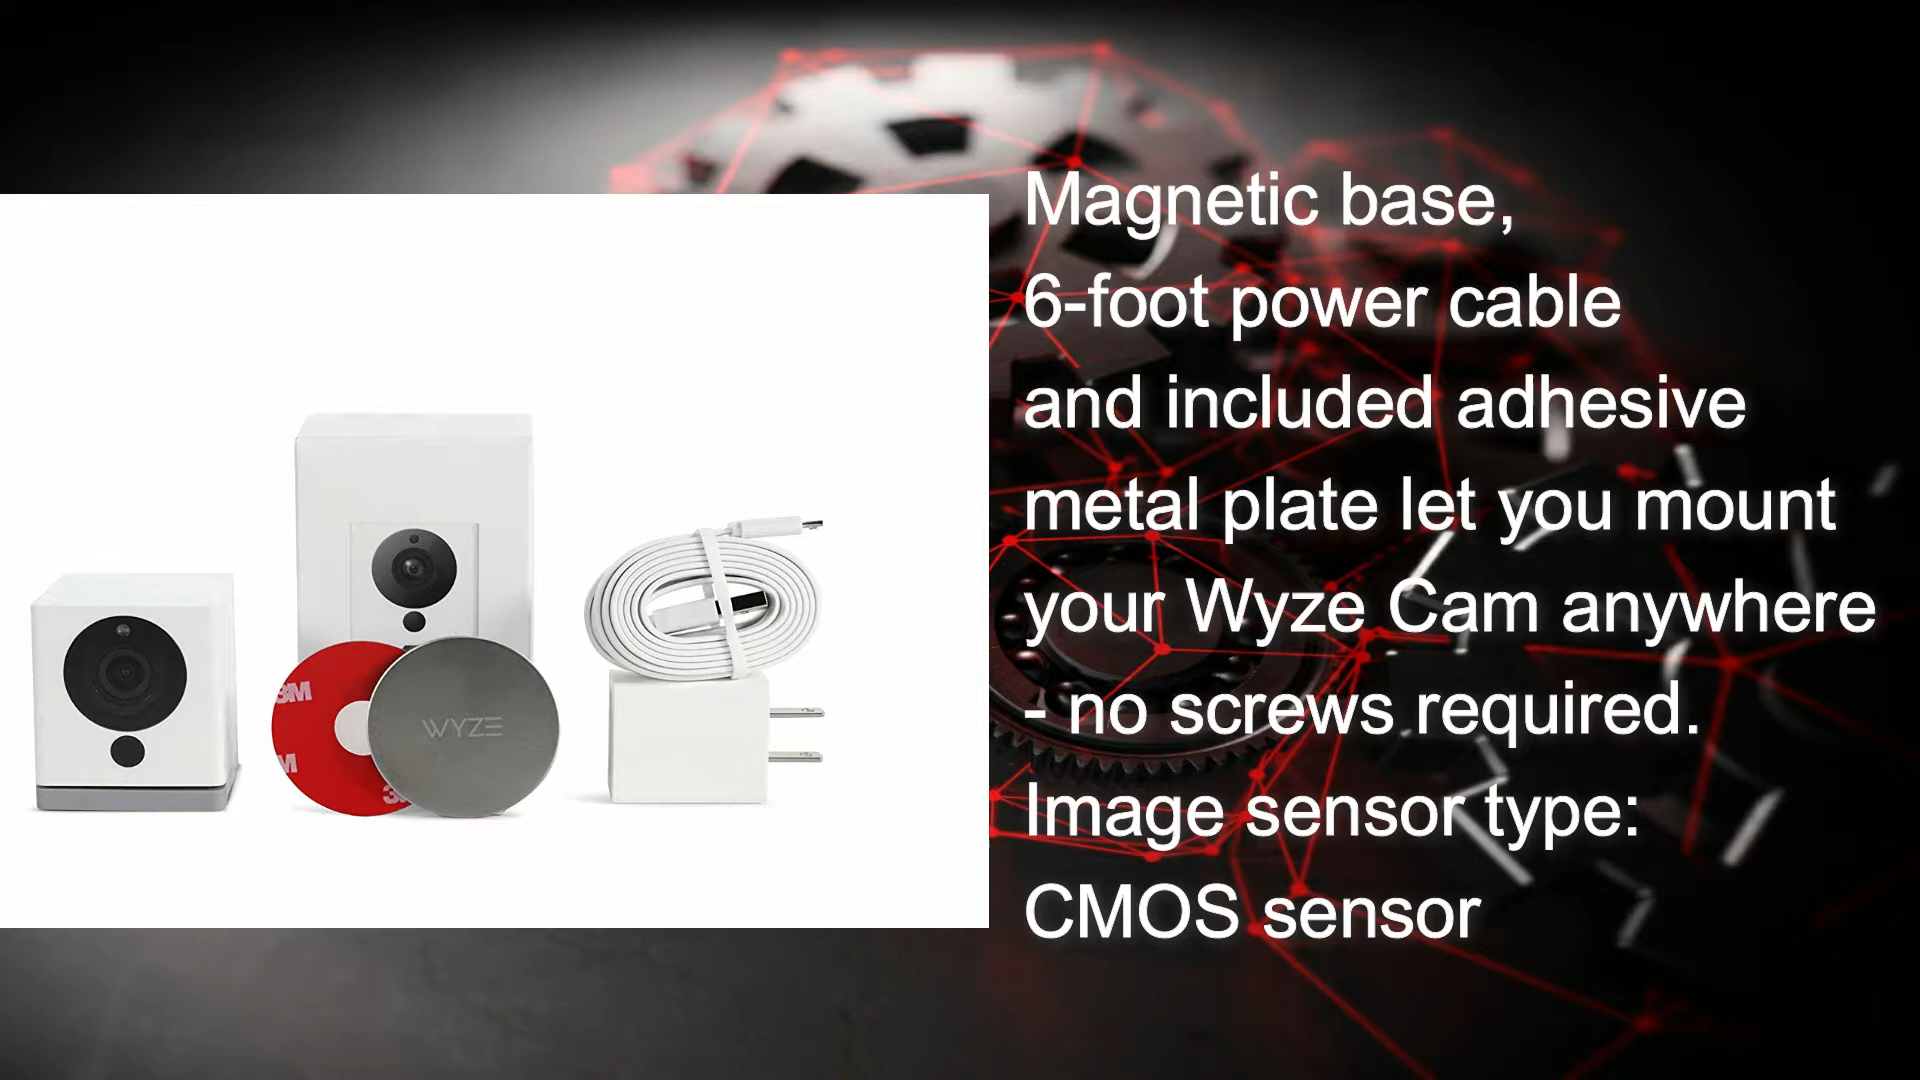 Magnetic base,
6-foot power cable
and included adhesive
metal plate let you mount
your Wyze Cam anywhere
- no screws required.
Image sensor type:
CMOS sensor
3M
WYZE